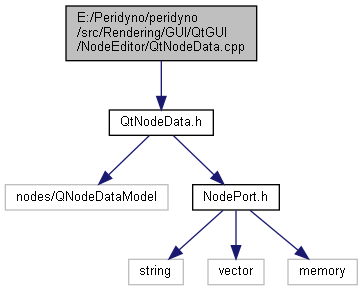 E:/Peridyno/peridyno
/src/Rendering/GUI/QtGUI
/NodeEditor/QtNodeData.cpp
QtNodeData.h
nodes/QNodeDataModel
NodePort.h
string
vector
memory